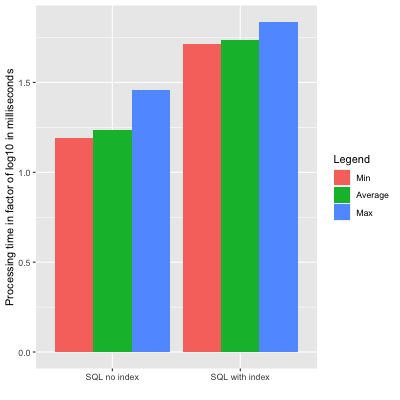 Processing time in factor of log10 in milliseconds
1.5
1.0
0.5
0.0
SQL no index
SQL with index
Legend
Min
Average
Max